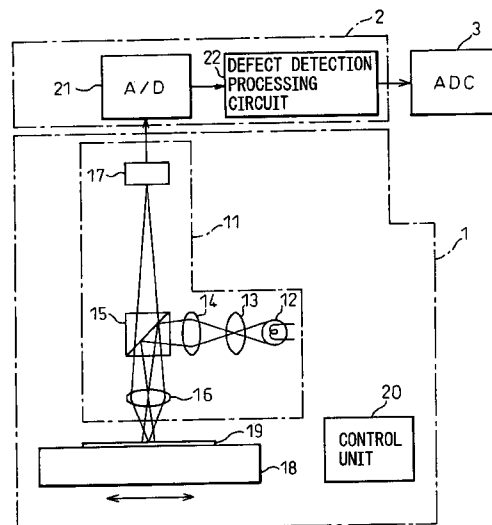 2
3
22
21
A/D
DEFECT DETECTION
PROCESSING
CIRCUIT
ADC
17
11
1
15
14
13
12
16
20
19
CONTROL
UNIT
18